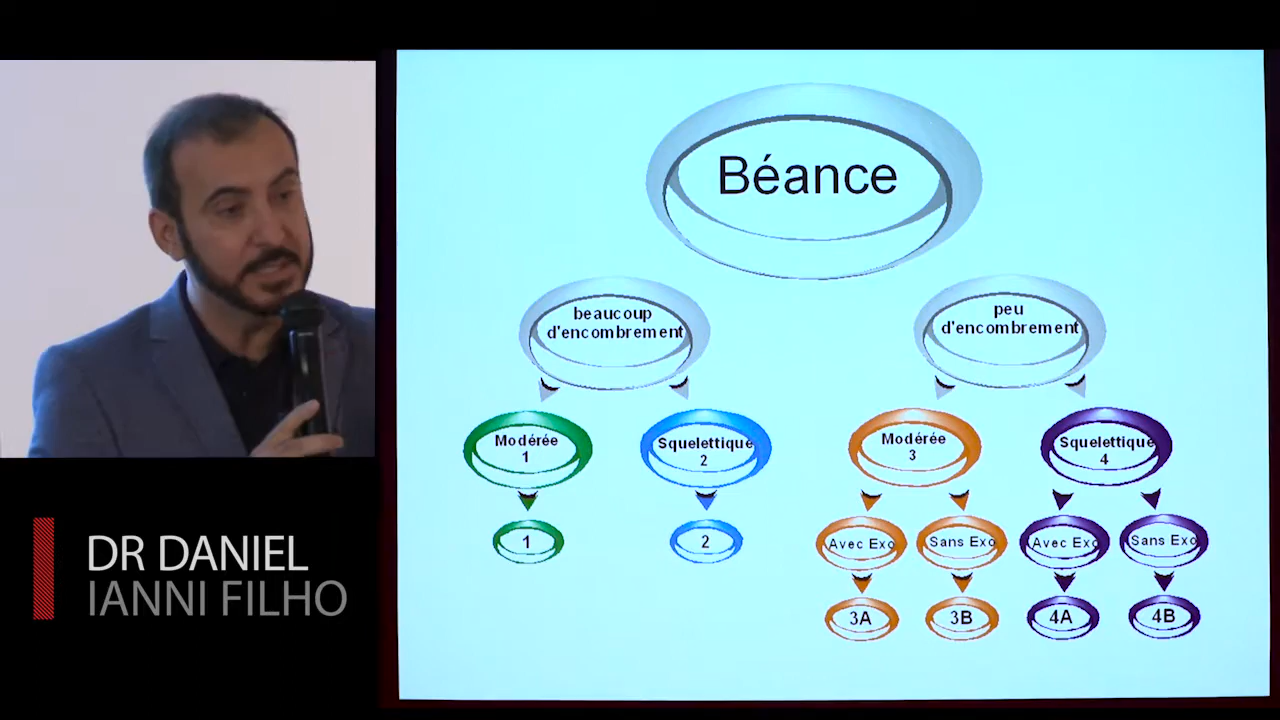 Béance
beaucoup
d'encombrement
peu
d'encombrement
Modérée
1
Squelettique
2
Modérée
3
Squelettique
4
1
2
Avec Exo
Sans Exo
Avec Exo
Sans Exo
3A
3B
4A
4B
DR DANIEL
IANNI FILHO